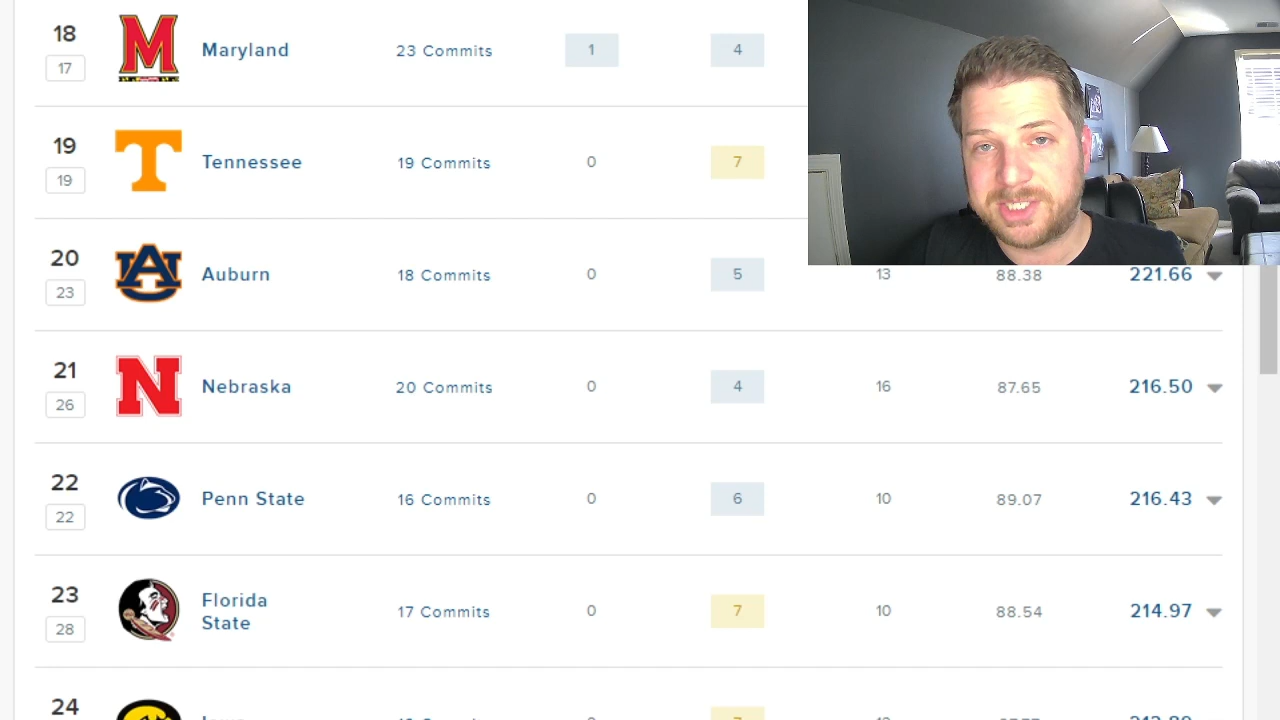 18
17
Maryland
23 Commits
1
4
19
19
Tennessee
19 Commits
0
7
20
23
Auburn
18 Commits
0
5
13
88.38
221.66
21
26
Nebraska
20 Commits
0
4
16
87.65
216.50
22
22
Penn State
16 Commits
0
6
10
89.07
216.43
23
28
Florida
State
17 Commits
0
7
10
88.54
214.97
24